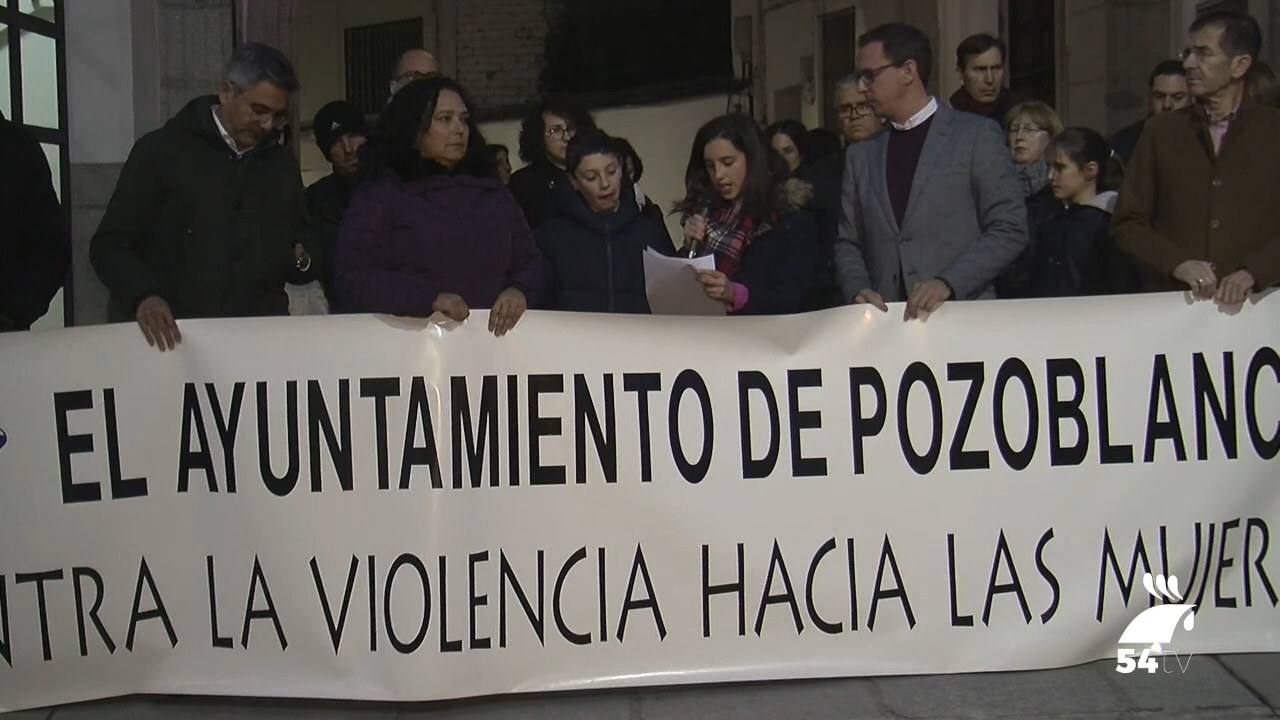 EL AYUNTAMIENTO DE POZOBLANC
NTRA LA VIOLENCIA HACIA LAS MUJER
54TV